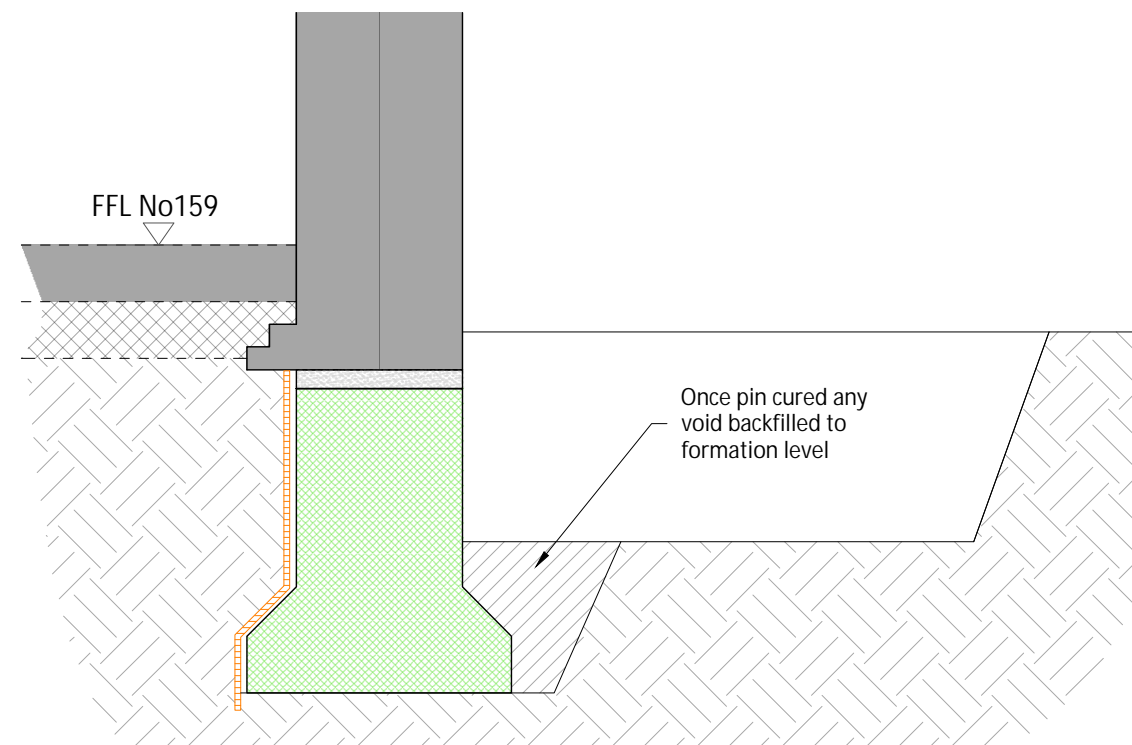 FFL No159
Once pin cured any
void backfilled to
formation level